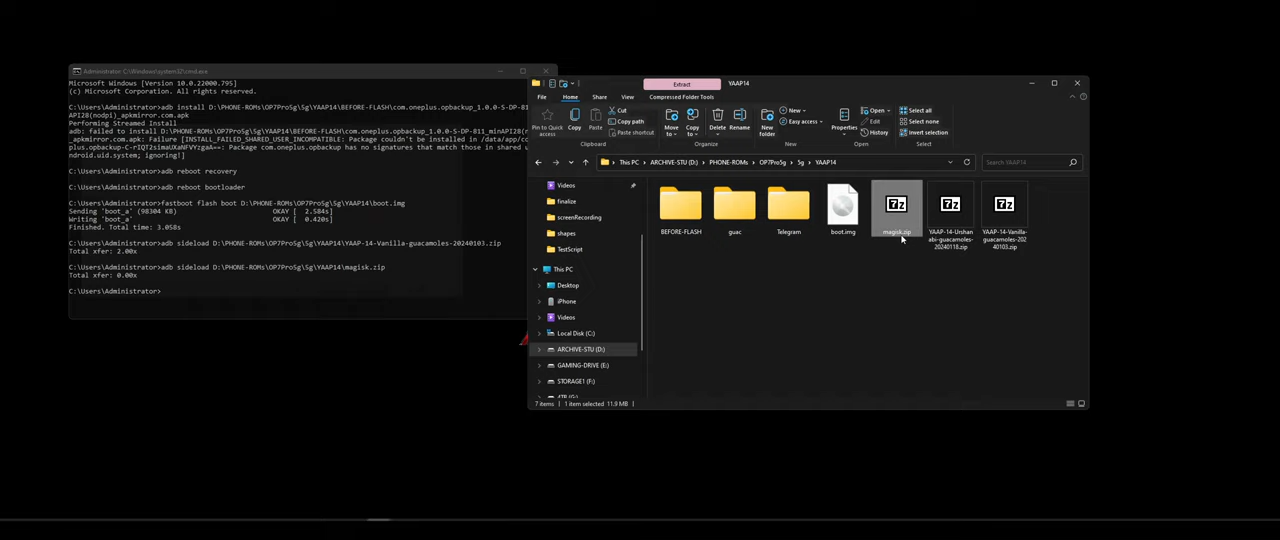 Administrator: C:\Windows\system32\cmd.exe
Microsoft Windows [Version 10.0.22000.795]
(c) Microsoft Corporation. All rights reserved.
C:\Users\Administrator>adb install D:\PHONE-ROMs\OP7Pro5g\5g\YAAP14\BEFORE-FLASH\com.oneplus.opbackup_1.0.0-S-DP-811_min
API28(nodpi)_apkmirror.com.apk
Performing Streamed Install
adb: failed to install D:\PHONE-ROMs\OP7Pro5g\5g\YAAP14\BEFORE-FLASH\com.oneplus.opbackup_1.0.0-S-DP-811_minAPI28(n
_apkmirror.com.apk: Failure [INSTALL_FAILED_SHARED_USER_INCOMPATIBLE: Package couldn't be installed in /data/app/co
plus.opbackup-C-rIQT2simaUXaNFVYzgaA==: Package com.oneplus.opbackup has no signatures that match those in shared u
ndroid.uid.system; ignoring!]
C:\Users\Administrator>adb reboot recovery
C:\Users\Administrator>adb reboot bootloader
C:\Users\Administrator>fastboot flash boot D:\PHONE-ROMs\OP7Pro5g\5g\YAAP14\boot.img
Sending 'boot_a' (98304 KB) OKAY [ 2.584s]
Writing 'boot_a' OKAY [ 0.420s]
Finished. Total time: 3.058s
C:\Users\Administrator>adb sideload D:\PHONE-ROMs\OP7Pro5g\5g\YAAP14\YAAP-14-Vanilla-guacamoles-20240103.zip
Total xfer: 2.00x
C:\Users\Administrator>adb sideload D:\PHONE-ROMs\OP7Pro5g\5g\YAAP14\magisk.zip
Total xfer: 0.00x
C:\Users\Administrator>
Extract YAAP14
File Home Share View Compressed Folder Tools
Pin to Quick access
Copy
Paste
Cut
Copy path
Paste shortcut
Move to
Copy to
Delete
Rename
New folder
New
Easy access
Properties
Open
Edit
History
Select all
Select none
Invert selection
Organize New Open Select
This PC ARCHIVE-STU (D:) PHONE-ROMs OP7Pro5g 5g YAAP14
Search YAAP14
Videos
finalize
screenRecording
shapes
TestScript
This PC
Desktop
iPhone
Videos
Local Disk (C:)
ARCHIVE-STU (D:)
GAMING-DRIVE (E:)
STORAGE1 (F:)
4TB (G:)
BEFORE-FLASH
guac
Telegram
boot.img
7z
magisk.zip
7z
YAAP-14-Urshan
abi-guacamoles-
20240118.zip
7z
YAAP-14-Vanilla-
guacamoles-202
40103.zip
7 items 1 item selected 11.9 MB